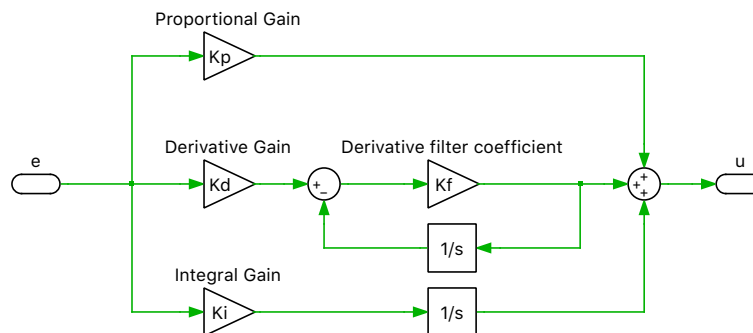 Proportional Gain
Kp
e
Derivative Gain
Derivative filter coefficient
u
Kd
+
−
Kf
+
+
+
1/s
Integral Gain
Ki
1/s